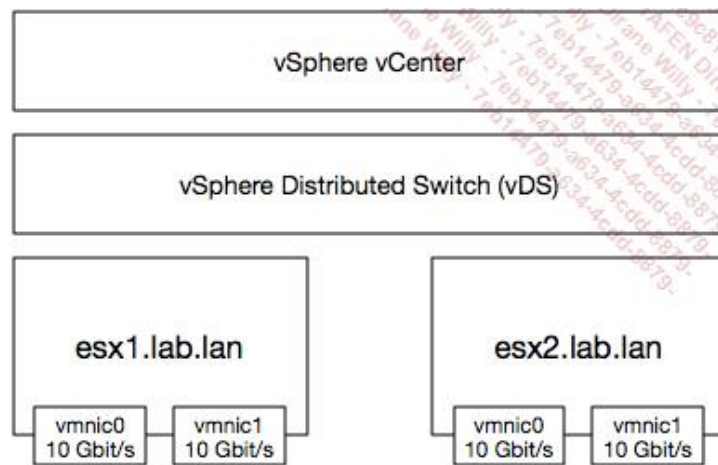 vSphere vCenter
vSphere Distributed Switch (vDS)
esx1.lab.lan
esx2.lab.lan
vmnic0
10 Gbit/s
vmnic1
10 Gbit/s
vmnic0
10 Gbit/s
vmnic1
10 Gbit/s